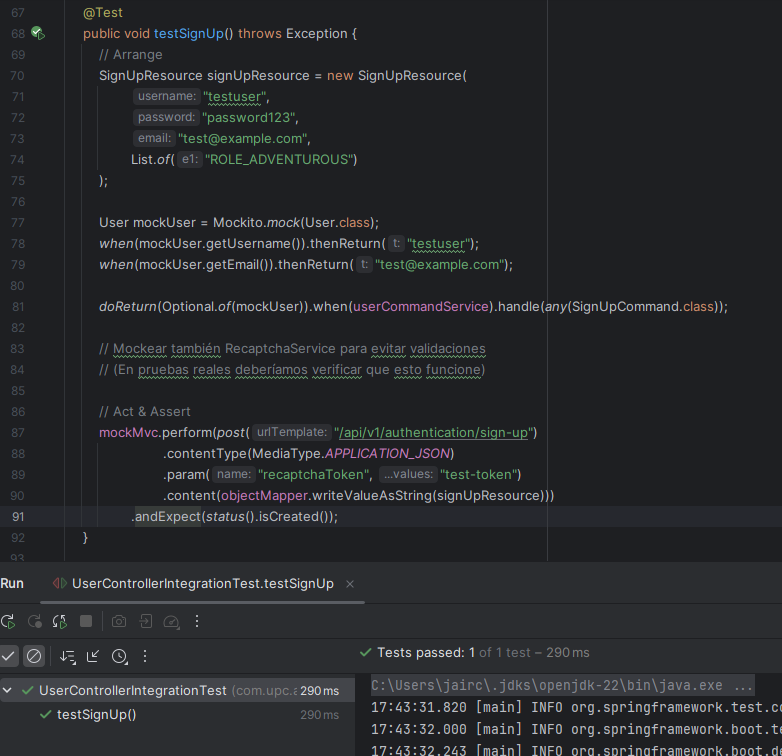 67 @Test
68 public void testSignUp() throws Exception {
69 // Arrange
70 SignUpResource signUpResource = new SignUpResource(
71 username: "testuser",
72 password: "password123",
73 email: "test@example.com",
74 List.of( e1: "ROLE_ADVENTUROUS")
75 );
76
77 User mockUser = Mockito.mock(User.class);
78 when(mockUser.getUsername()).thenReturn( t: "testuser");
79 when(mockUser.getEmail()).thenReturn( t: "test@example.com");
80
81 doReturn(Optional.of(mockUser)).when(userCommandService).handle(any(SignUpCommand.class));
82
83 // Mockear también RecaptchaService para evitar validaciones
84 // (En pruebas reales deberíamos verificar que esto funcione)
85
86 // Act & Assert
87 mockMvc.perform(post( urlTemplate: "/api/v1/authentication/sign-up")
88 .contentType(MediaType.APPLICATION_JSON)
89 .param( name: "recaptchaToken", ...values: "test-token")
90 .content(objectMapper.writeValueAsString(signUpResource)))
91 .andExpect(status().isCreated());
92 }
93
Run UserControllerIntegrationTest.testSignUp ×
Tests passed: 1 of 1 test – 290 ms
UserControllerIntegrationTest (com.upc.a 290 ms
testSignUp() 290 ms
C:\Users\jairc\.jdks\openjdk-22\bin\java.exe ...
17:43:31.820 [main] INFO org.springframework.test.co
17:43:32.000 [main] INFO org.springframework.boot.te
17:43:32.243 [main] INFO org.springframework.boot.de